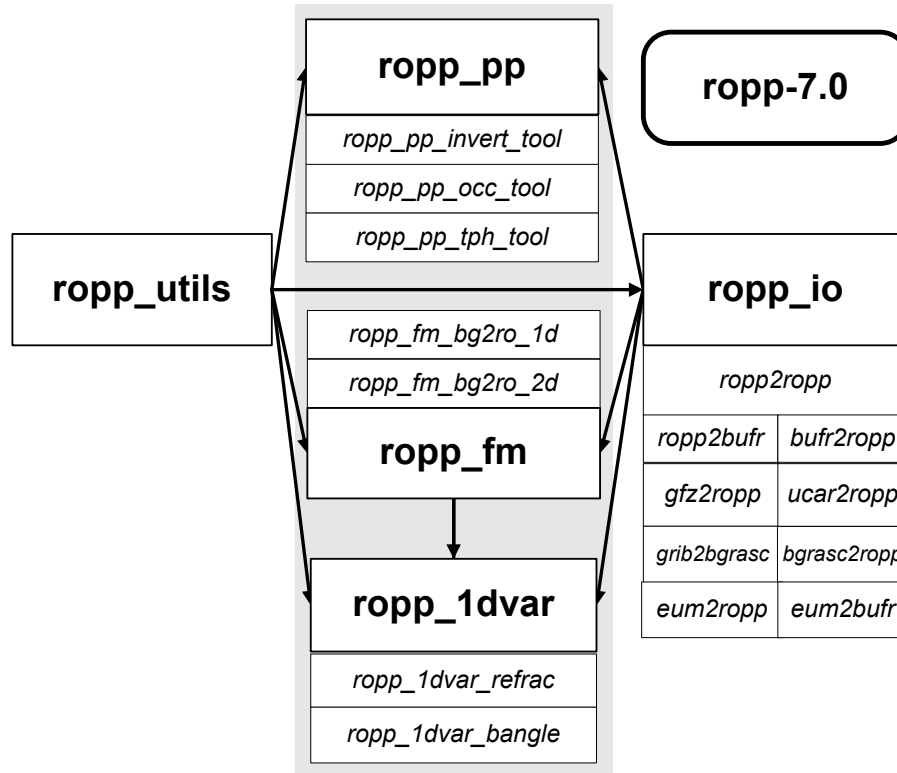 ropp_pp
ropp-7.0
ropp_pp_invert_tool
ropp_pp_occ_tool
ropp_pp_tph_tool
ropp_utils
ropp_io
ropp_fm_bg2ro_1d
ropp_fm_bg2ro_2d
ropp_fm
ropp2ropp
ropp2bufr bufr2ropp
gfz2ropp ucar2ropp
grib2bgrasc bgrasc2ropp
eum2ropp eum2bufr
ropp_1dvar
ropp_1dvar_refrac
ropp_1dvar_bangle